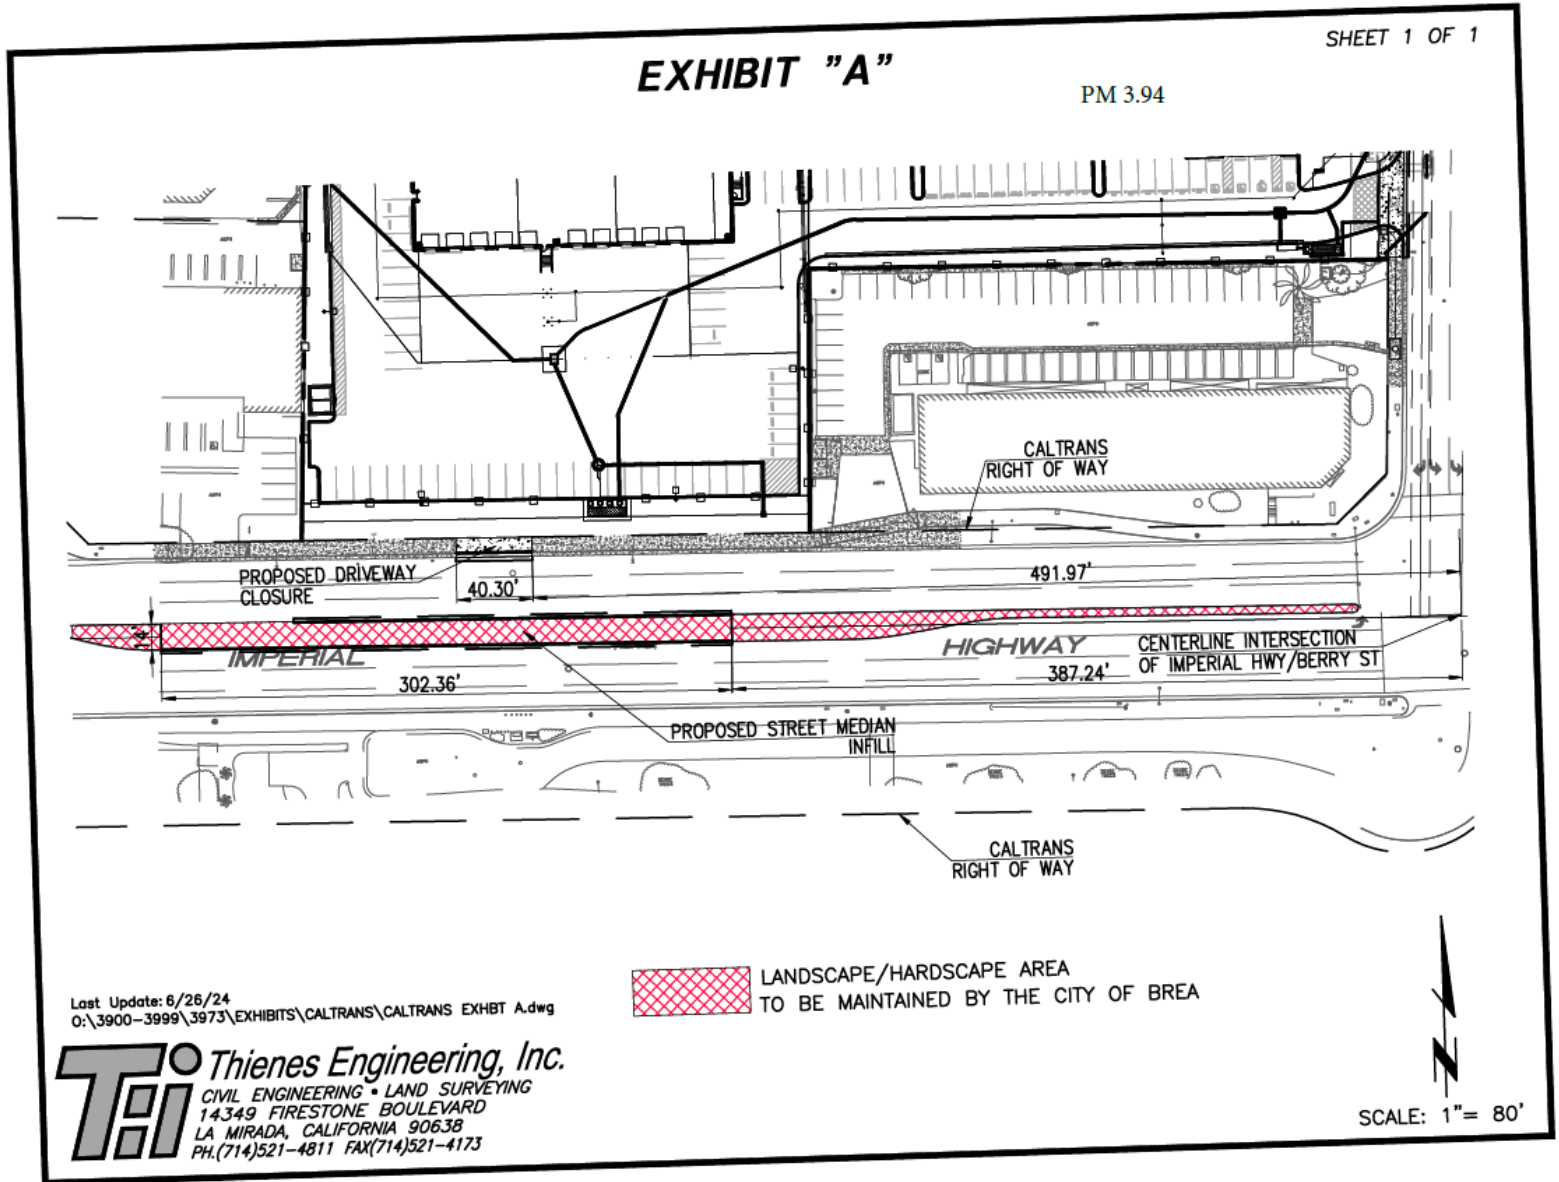 SHEET 1 OF 1
EXHIBIT "A"
PM 3.94
CALTRANS
RIGHT OF WAY
PROPOSED DRIVEWAY
CLOSURE
40.30'
491.97'
14'
IMPERIAL
HIGHWAY
CENTERLINE INTERSECTION
OF IMPERIAL HWY/BERRY ST
302.36'
387.24'
PROPOSED STREET MEDIAN
INFILL
CALTRANS
RIGHT OF WAY
LANDSCAPE/HARDSCAPE AREA
TO BE MAINTAINED BY THE CITY OF BREA
Last Update: 6/26/24
O:\3900-3999\3973\EXHIBITS\CALTRANS\CALTRANS EXHBT A.dwg
Thienes Engineering, Inc.
CIVIL ENGINEERING • LAND SURVEYING
14349 FIRESTONE BOULEVARD
LA MIRADA, CALIFORNIA 90638
PH.(714)521-4811 FAX(714)521-4173
N
SCALE: 1"= 80'